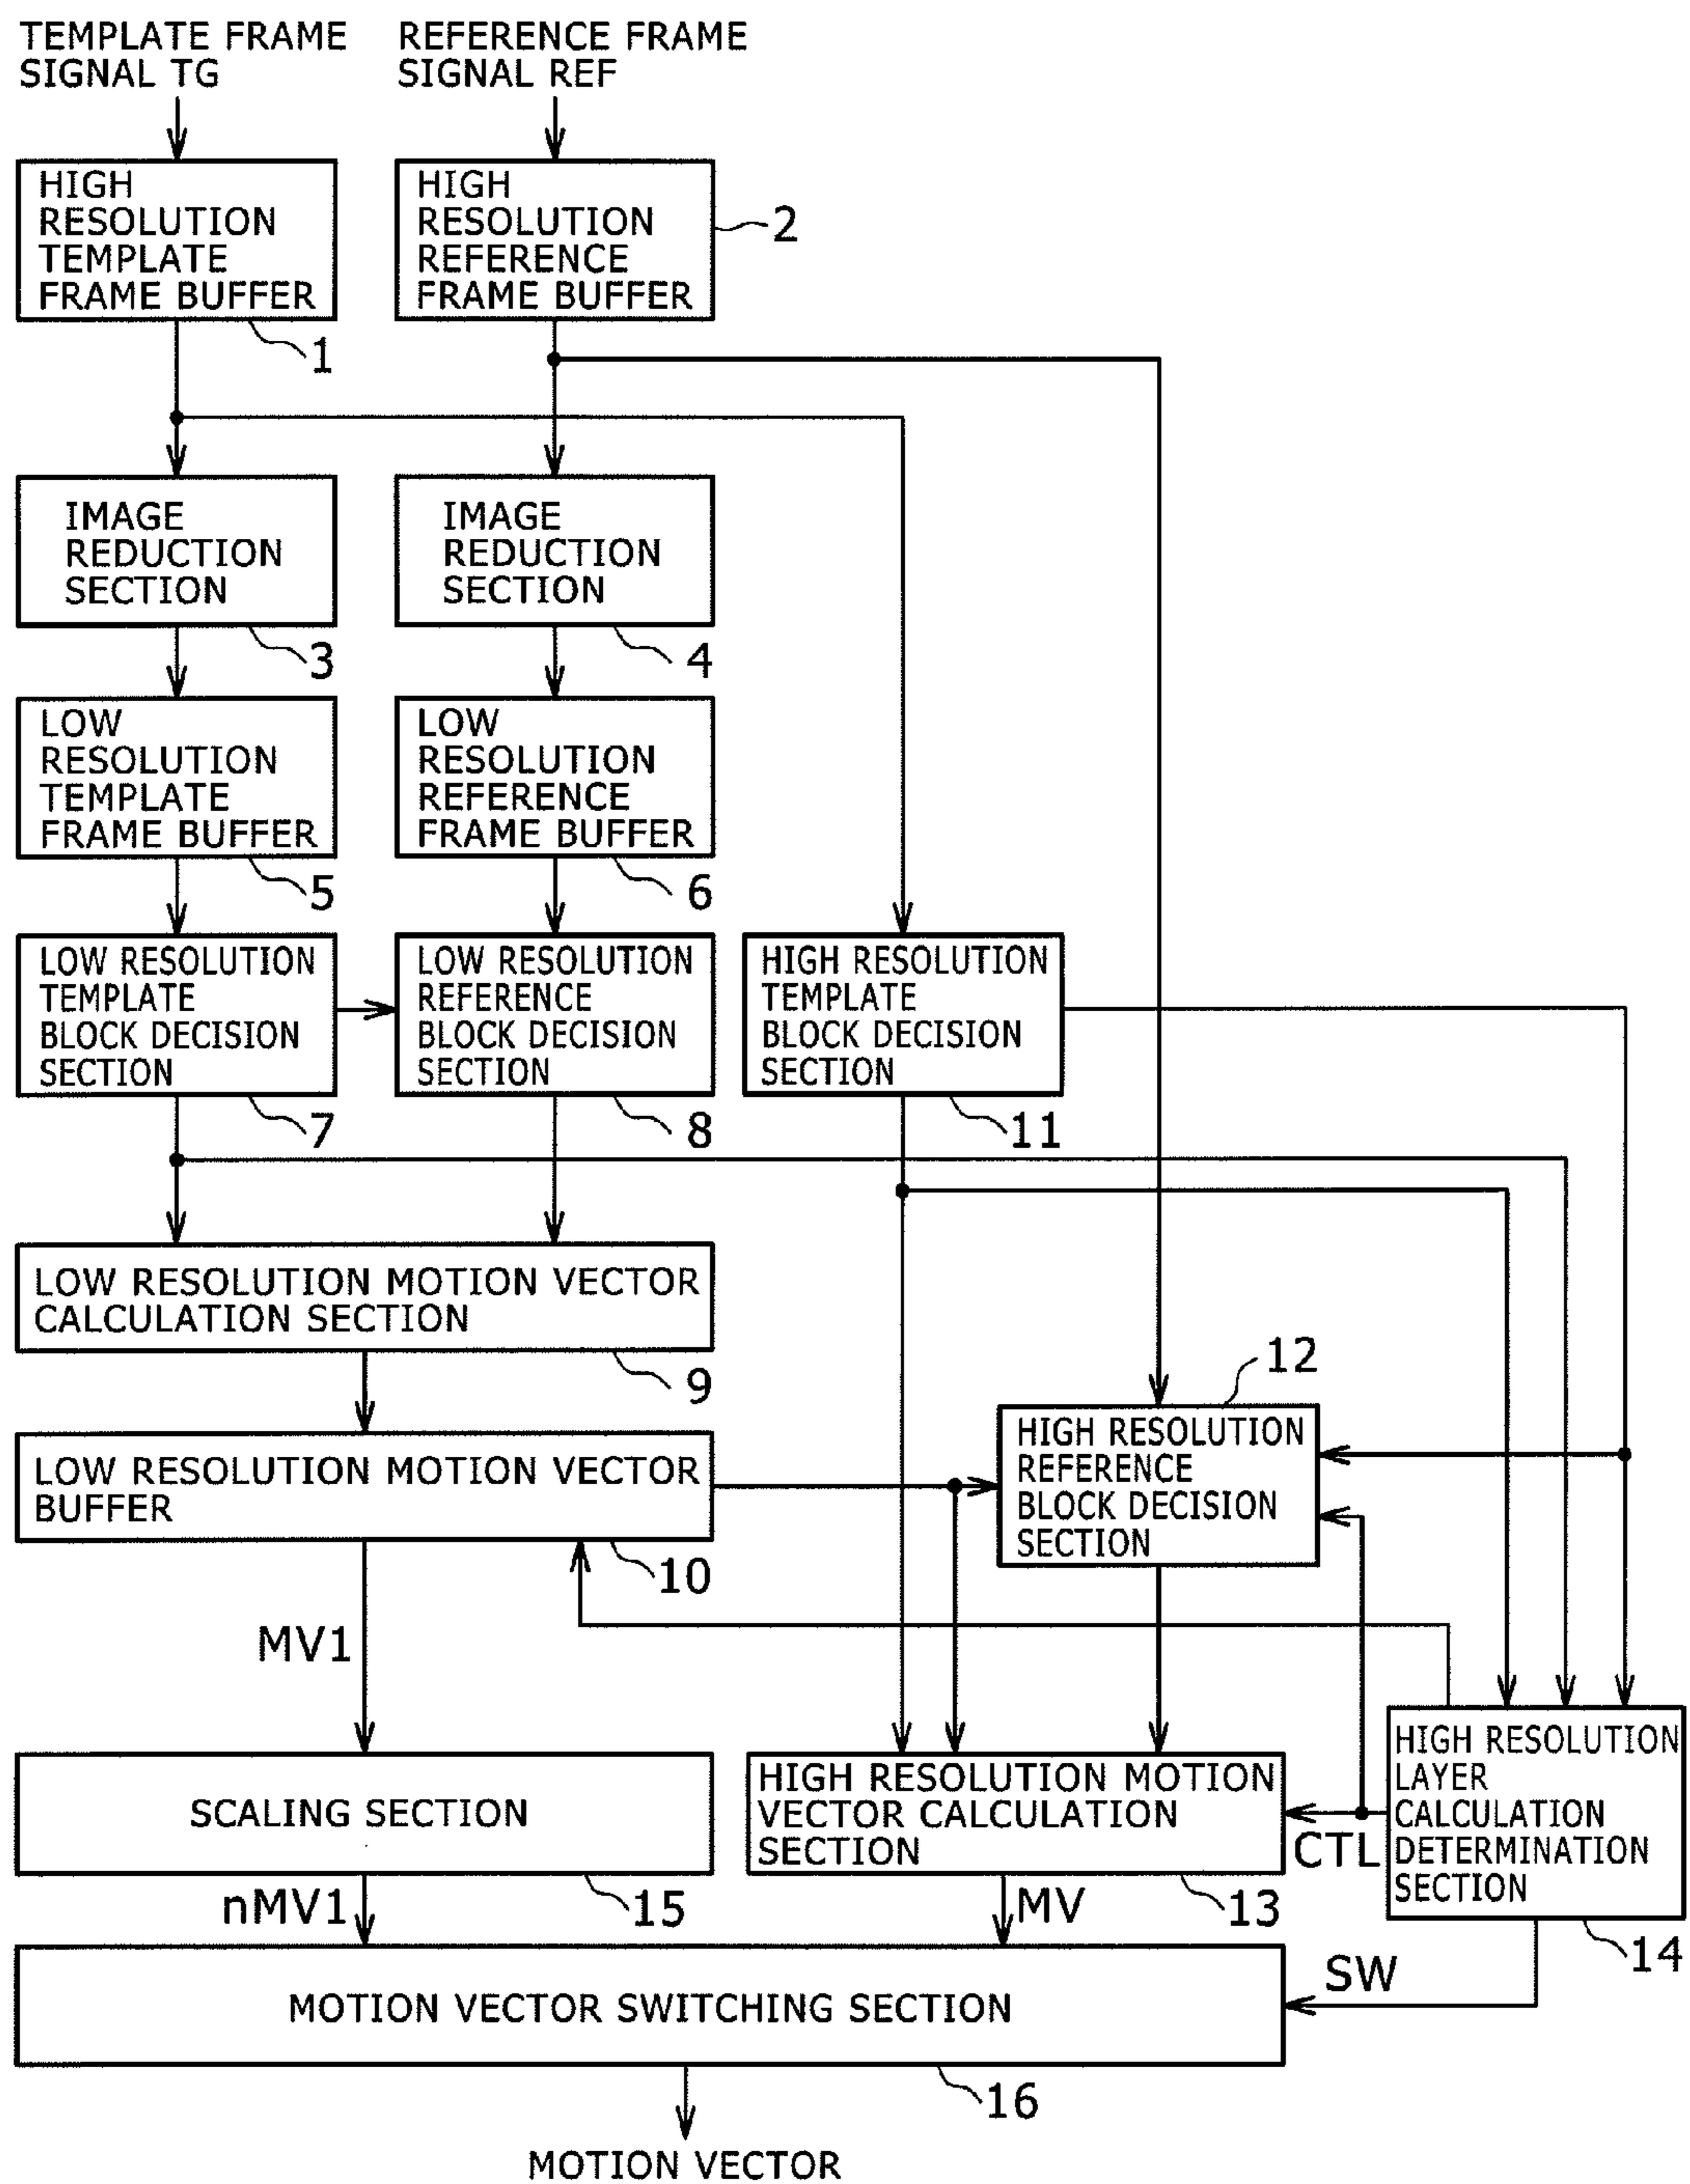 TEMPLATE FRAME
SIGNAL TG
REFERENCE FRAME
SIGNAL REF
HIGH
RESOLUTION
TEMPLATE
FRAME BUFFER
1
HIGH
RESOLUTION
REFERENCE
FRAME BUFFER
2
IMAGE
REDUCTION
SECTION
3
IMAGE
REDUCTION
SECTION
4
LOW
RESOLUTION
TEMPLATE
FRAME BUFFER
5
LOW
RESOLUTION
REFERENCE
FRAME BUFFER
6
LOW RESOLUTION
TEMPLATE
BLOCK DECISION
SECTION
7
LOW RESOLUTION
REFERENCE
BLOCK DECISION
SECTION
8
HIGH RESOLUTION
TEMPLATE
BLOCK DECISION
SECTION
11
LOW RESOLUTION MOTION VECTOR
CALCULATION SECTION
9
12
HIGH RESOLUTION
REFERENCE
BLOCK DECISION
SECTION
LOW RESOLUTION MOTION VECTOR
BUFFER
10
MV1
SCALING SECTION
15
HIGH RESOLUTION MOTION
VECTOR CALCULATION
SECTION
13
CTL
HIGH RESOLUTION
LAYER
CALCULATION
DETERMINATION
SECTION
14
nMV1
MV
SW
MOTION VECTOR SWITCHING SECTION
16
MOTION VECTOR